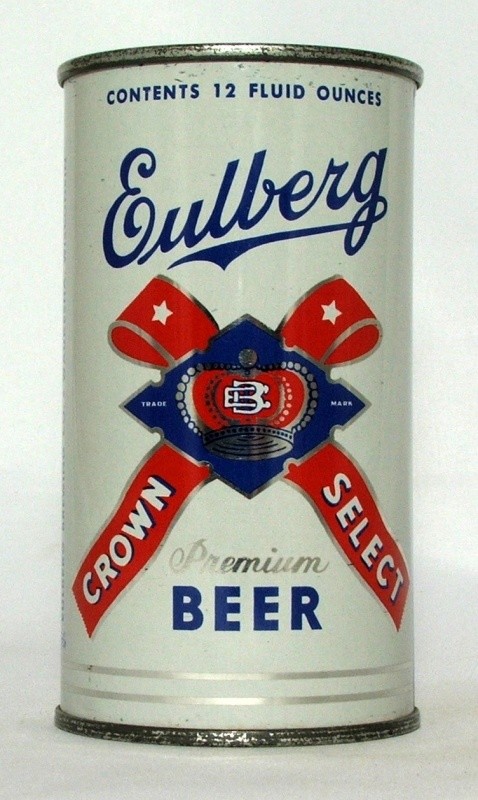 CONTENTS 12 FLUID OUNCES
Eulberg
TRADE MARK
CROWN SELECT
Premium
BEER